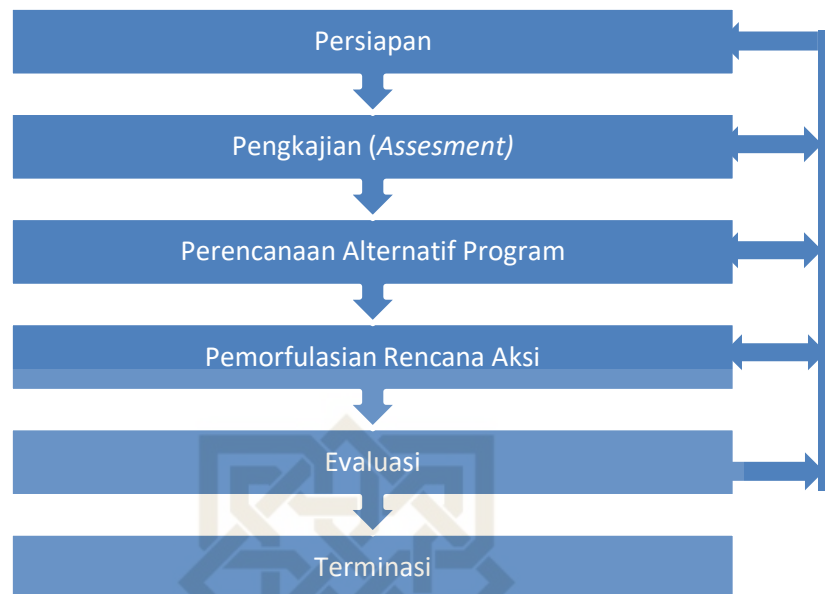 Persiapan
Pengkajian (Assesment)
Perencanaan Alternatif Program
Pemorfulasian Rencana Aksi
Evaluasi
Terminasi